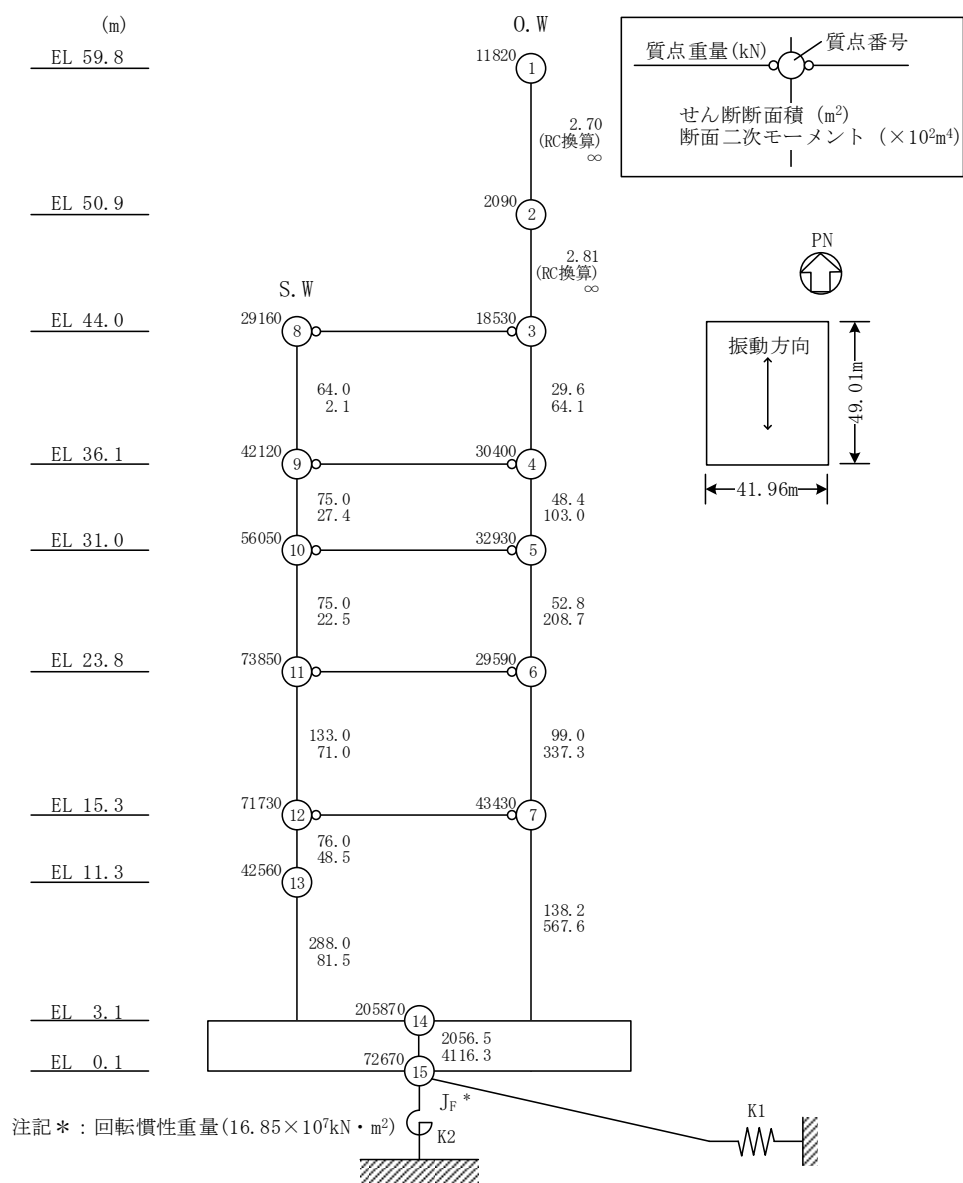 (m)
O.W
EL 59.8
11820
1
2.70
(RC換算)
∞
EL 50.9
2090
2
2.81
(RC換算)
∞
S.W
EL 44.0
29160
8
18530
3
64.0
2.1
29.6
64.1
EL 36.1
42120
9
30400
4
75.0
27.4
48.4
103.0
EL 31.0
56050
10
32930
5
75.0
22.5
52.8
208.7
EL 23.8
73850
11
29590
6
133.0
71.0
99.0
337.3
EL 15.3
71730
12
43430
7
76.0
48.5
EL 11.3
42560
13
138.2
567.6
288.0
81.5
EL 3.1
205870
14
2056.5
4116.3
EL 0.1
72670
15
J_F *
K2
K1
注記*：回転慣性重量(16.85×10⁷kN・m²)
質点番号
質点重量(kN)
せん断断面積 (m²)
断面二次モーメント (×10²m⁴)
PN
振動方向
49.01m
41.96m